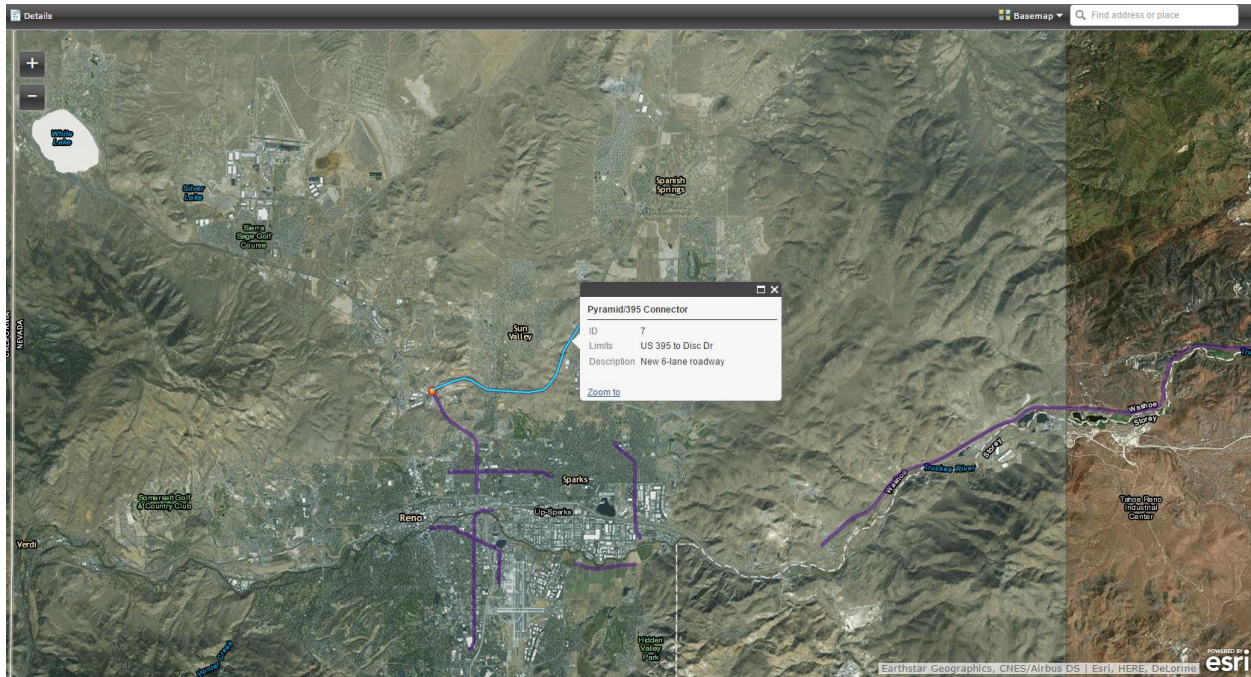 Details
Basemap
Find address or place
+
−
White
Lake
Silver
Lake
Sierra
Sage Golf
Course
Spanish
Springs
CALIFORNIA
NEVADA
Sun
Valley
Pyramid/395 Connector
ID 7
Limits US 395 to Disc Dr
Description New 6-lane roadway
Zoom to
Washoe
Storey
Storey
Truckee River
Washoe
Sparks
Up-Sparks
Somersett Golf
& Country Club
Reno
Verdi
Tahoe Reno
Industrial
Center
Hidden
Valley
Park
Hunter Creek
Earthstar Geographics, CNES/Airbus DS | Esri, HERE, DeLorme
POWERED BY
esri